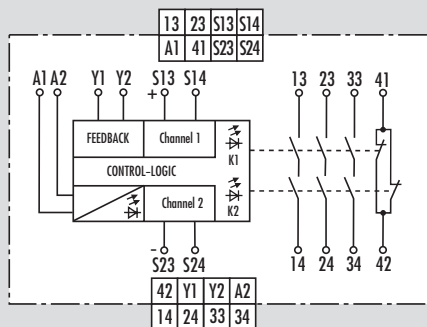 13 23 S13 S14
A1 41 S23 S24
A1 A2 Y1 Y2 S13 S14 13 23 33 41
+
FEEDBACK Channel 1
K1
CONTROL-LOGIC
Channel 2 K2
–
S23 S24 14 24 34 42
42 Y1 Y2 A2
14 24 33 34